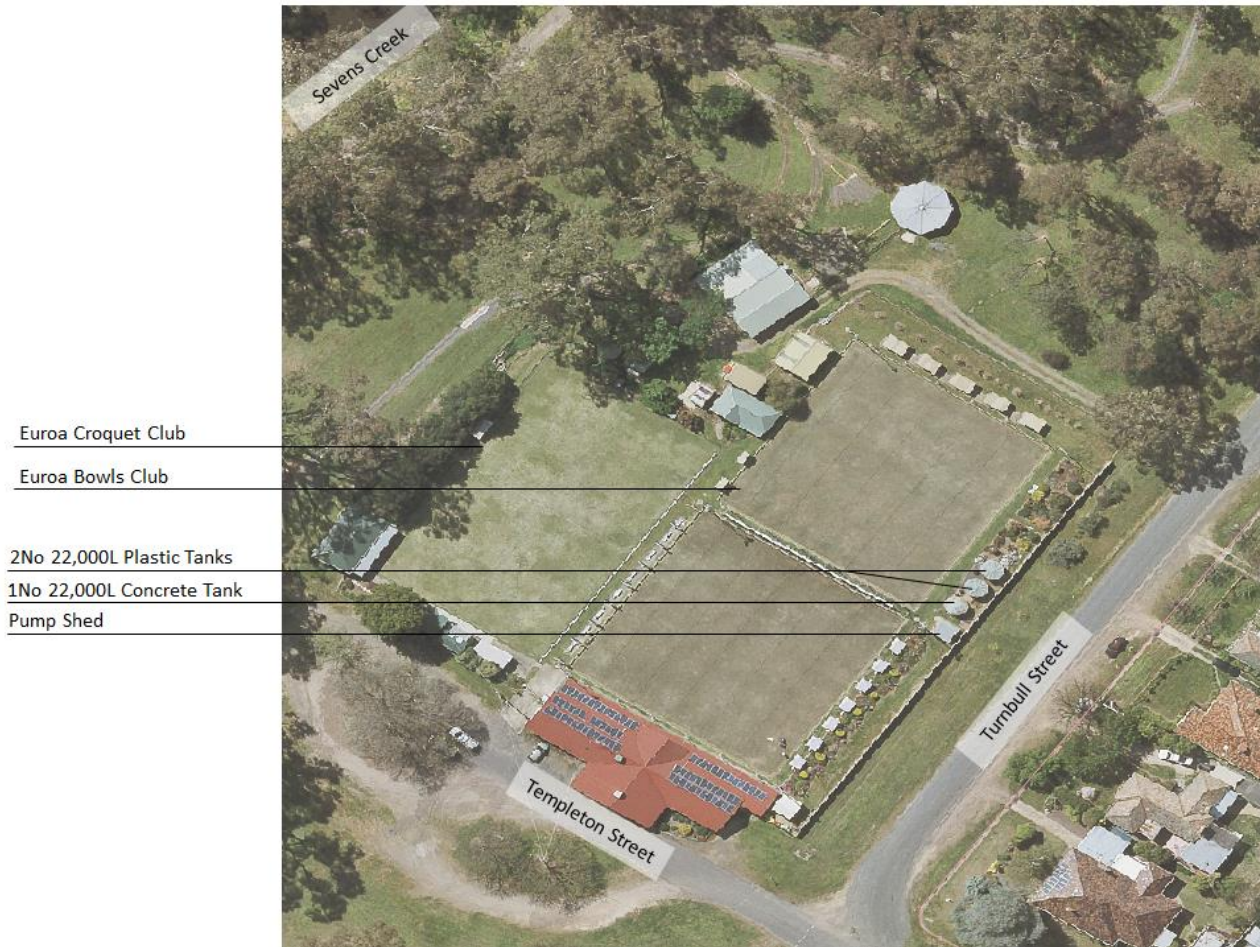 Sevens Creek
Euroa Croquet Club
Euroa Bowls Club
2No 22,000L Plastic Tanks
1No 22,000L Concrete Tank
Pump Shed
Turnbull Street
Templeton Street